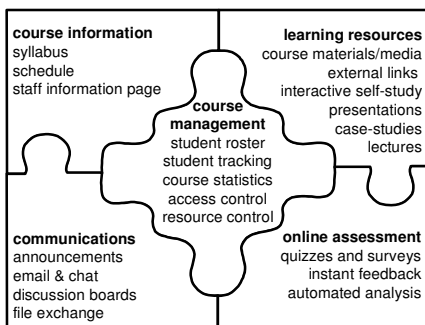 course information
syllabus
schedule
staff information page
learning resources
course materials/media
external links
interactive self-study
presentations
case-studies
lectures
course
management
student roster
student tracking
course statistics
access control
resource control
communications
announcements
email & chat
discussion boards
file exchange
online assessment
quizzes and surveys
instant feedback
automated analysis